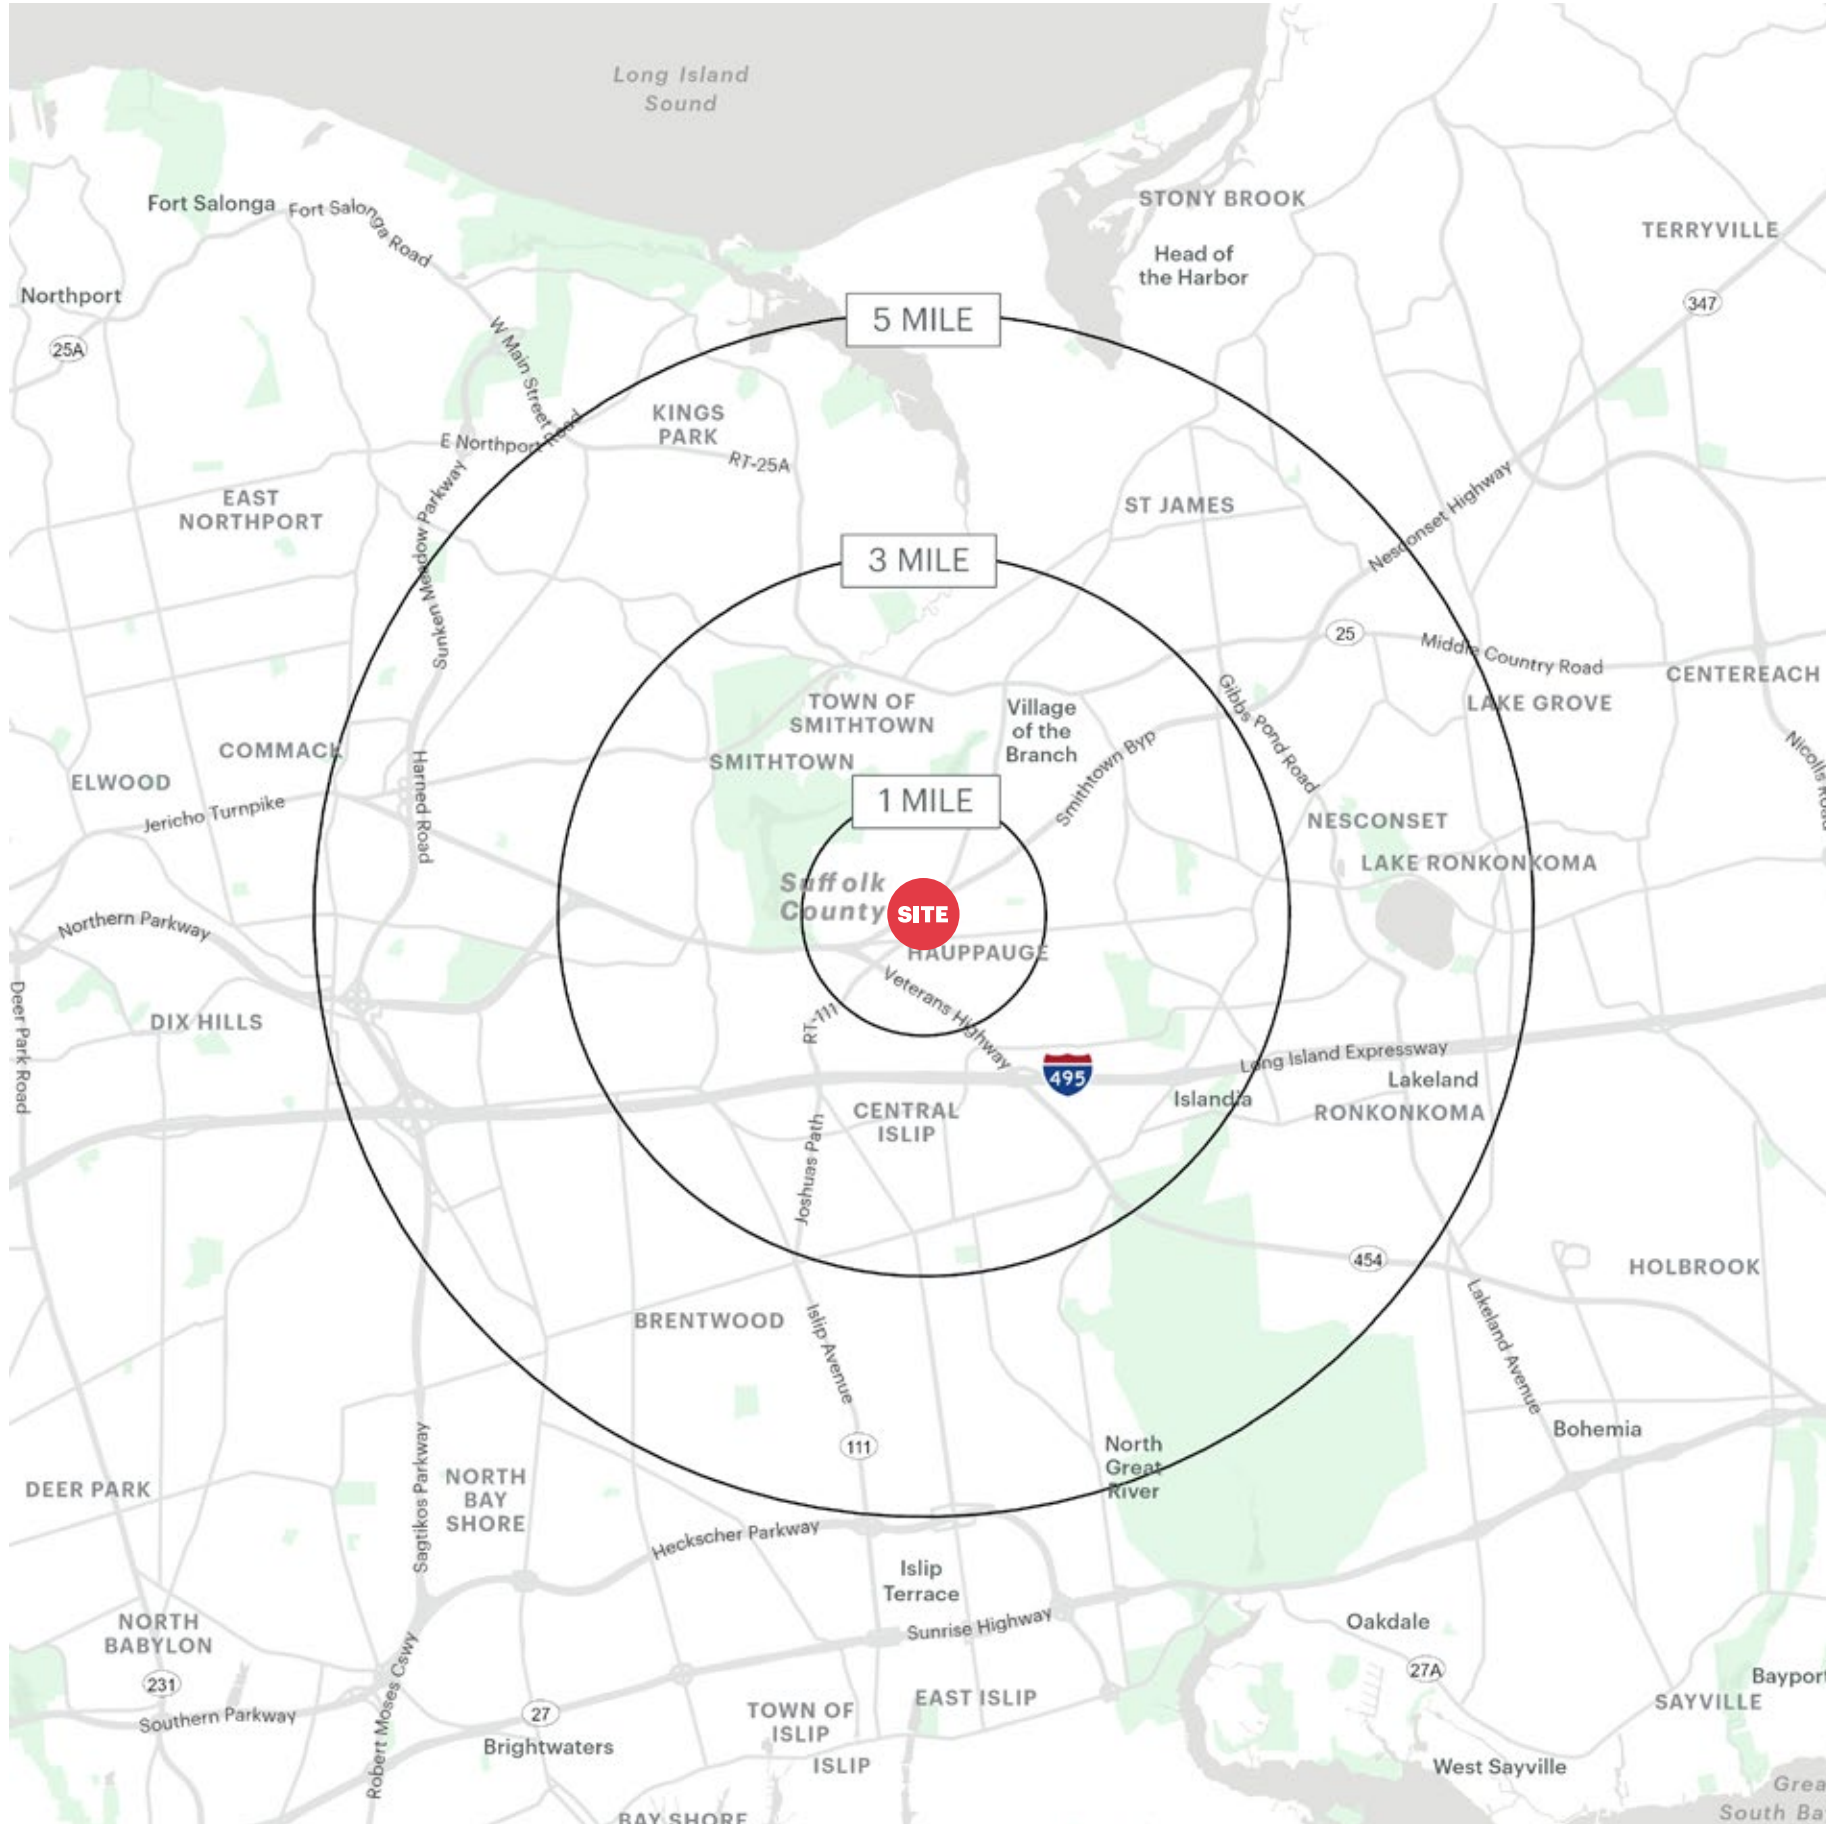 Long Island
Sound
STONY BROOK
Fort Salonga
Fort Salonga Road
TERRYVILLE
Head of
the Harbor
Northport
347
5 MILE
25A
W Main Street
KINGS
PARK
E Northport Road
RT-25A
EAST
NORTHPORT
Sunken Meadow Parkway
ST JAMES
Nesconset Highway
3 MILE
25
Middle Country Road
CENTEREACH
LAKE GROVE
Gibbs Pond Road
TOWN OF
SMITHTOWN
Village
of the
Branch
SMITHTOWN
Smithtown Byp
Nicolls Road
COMMACK
ELWOOD
Harned Road
Jericho Turnpike
1 MILE
NESCONSET
LAKE RONKONKOMA
Suffolk
County
SITE
HAUPPAUGE
Northern Parkway
Veterans Highway
Deer Park Road
DIX HILLS
RT-111
495
Long Island Expressway
Lakeland
Islandia
RONKONKOMA
CENTRAL
ISLIP
Joshuas Path
454
HOLBROOK
BRENTWOOD
Islip Avenue
Lakeland Avenue
Bohemia
111
North
Great
River
DEER PARK
Sagtikos Parkway
NORTH
BAY
SHORE
Heckscher Parkway
Islip
Terrace
Sunrise Highway
Oakdale
NORTH
BABYLON
231
Southern Parkway
Robert Moses Cswy
27
Brightwaters
27A
Bayport
SAYVILLE
EAST ISLIP
TOWN OF
ISLIP
ISLIP
West Sayville
Grea
South Ba
BAY SHORE